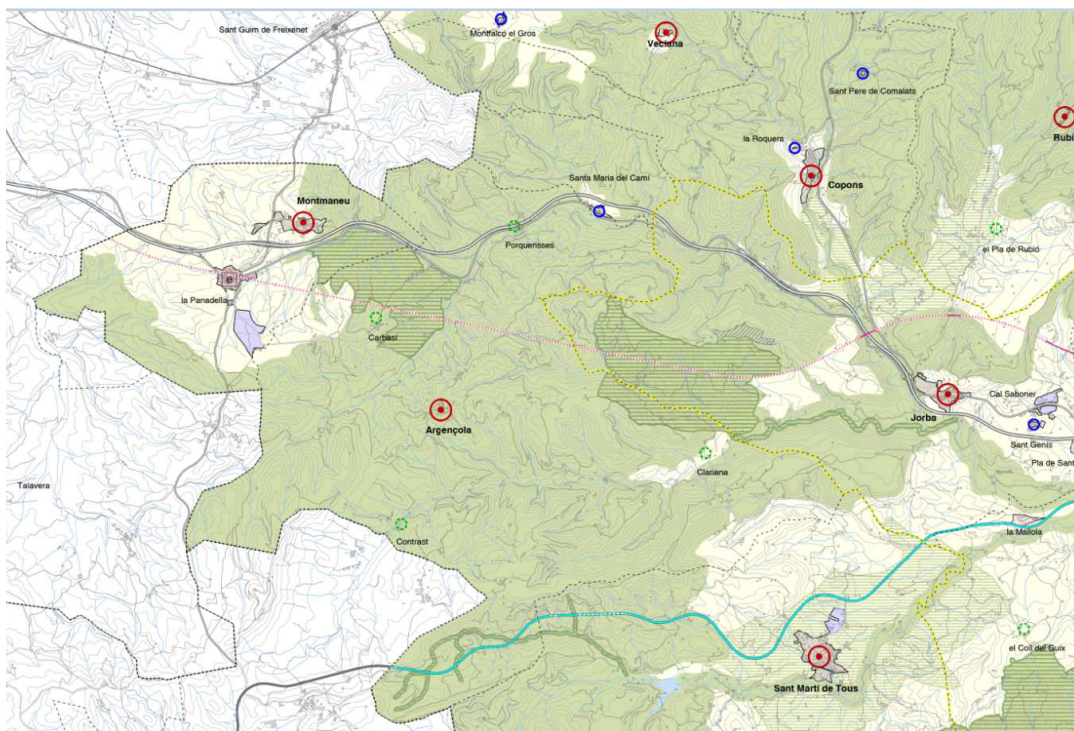 Sant Guim de Freixenet
Montfalcó el Gros
Veciana
Sant Pere de Comalats
la Roquera
Copons
Santa Maria del Camí
Montmaneu
Porquerisses
el Pla de Rubió
e
la Panadella
Carbasí
Cal Saboner
Argençola
Jorba
Sant Genís
Clariana
Pla de Sant
Talavera
Contrast
la Mallola
el Coll del Guix
Sant Martí de Tous